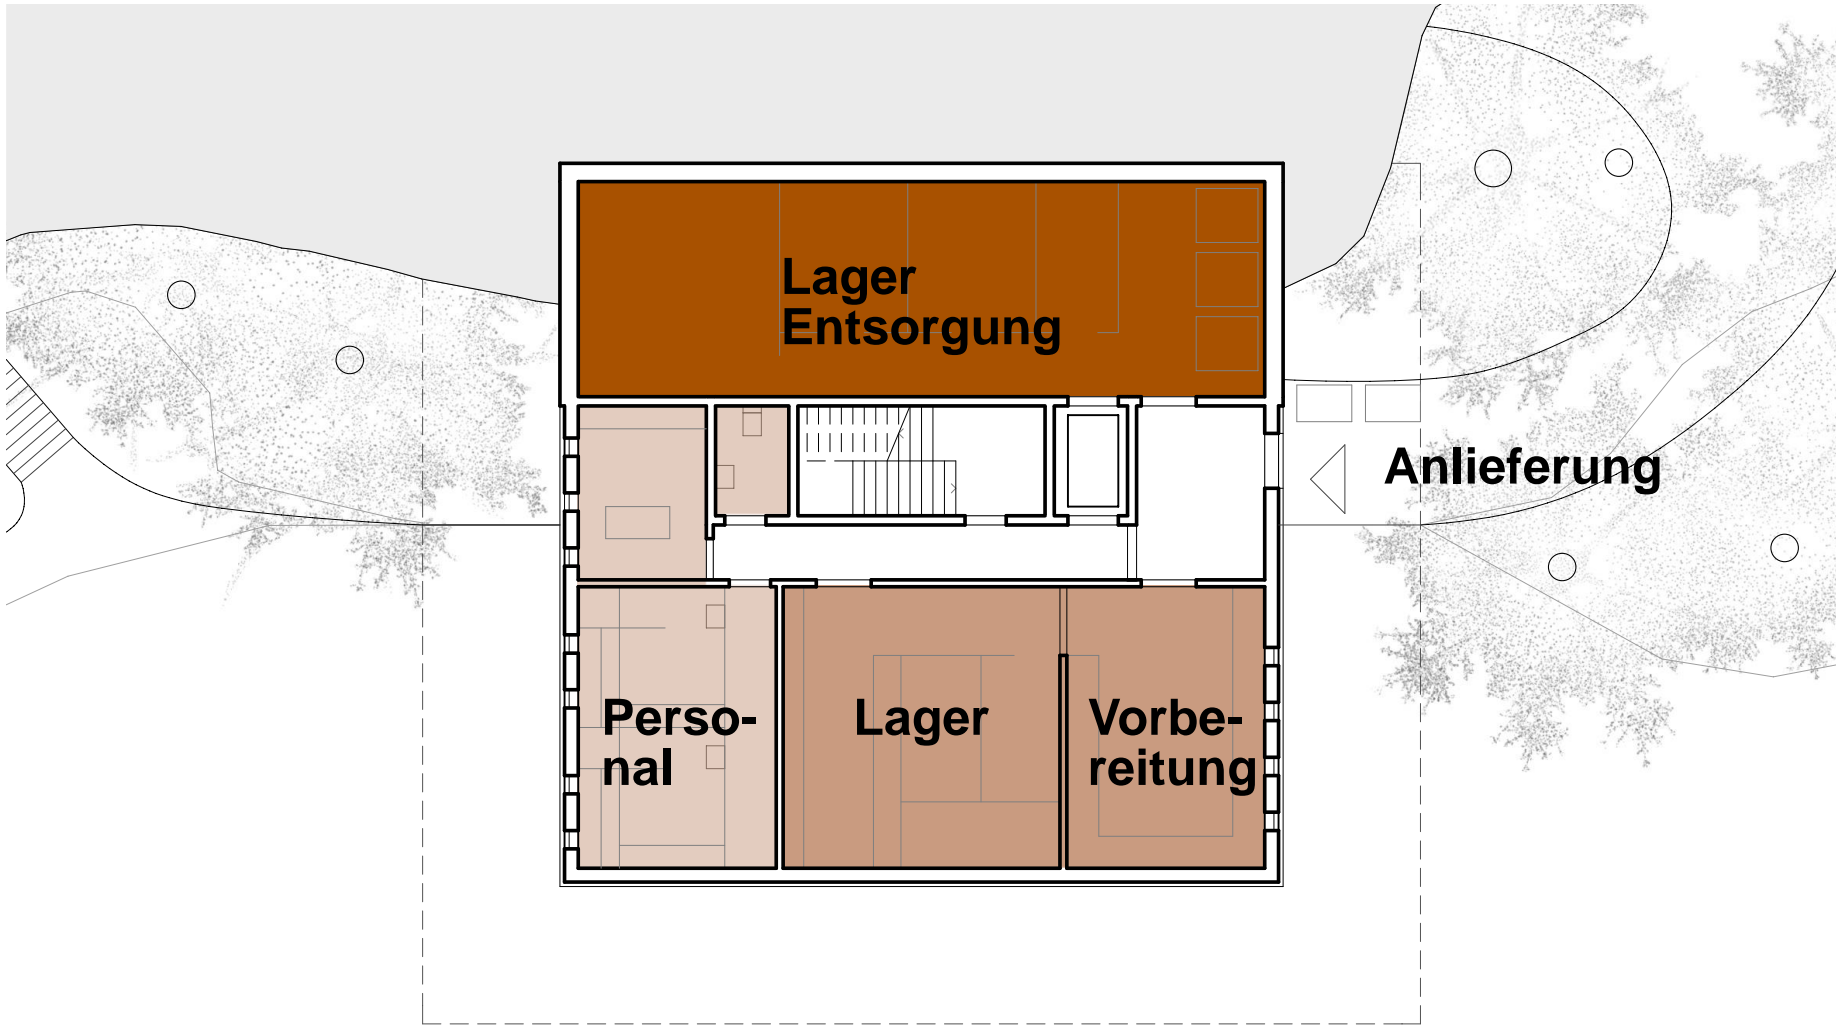 Lager
Entsorgung
Anlieferung
Perso-
nal
Lager
Vorbe-
reitung